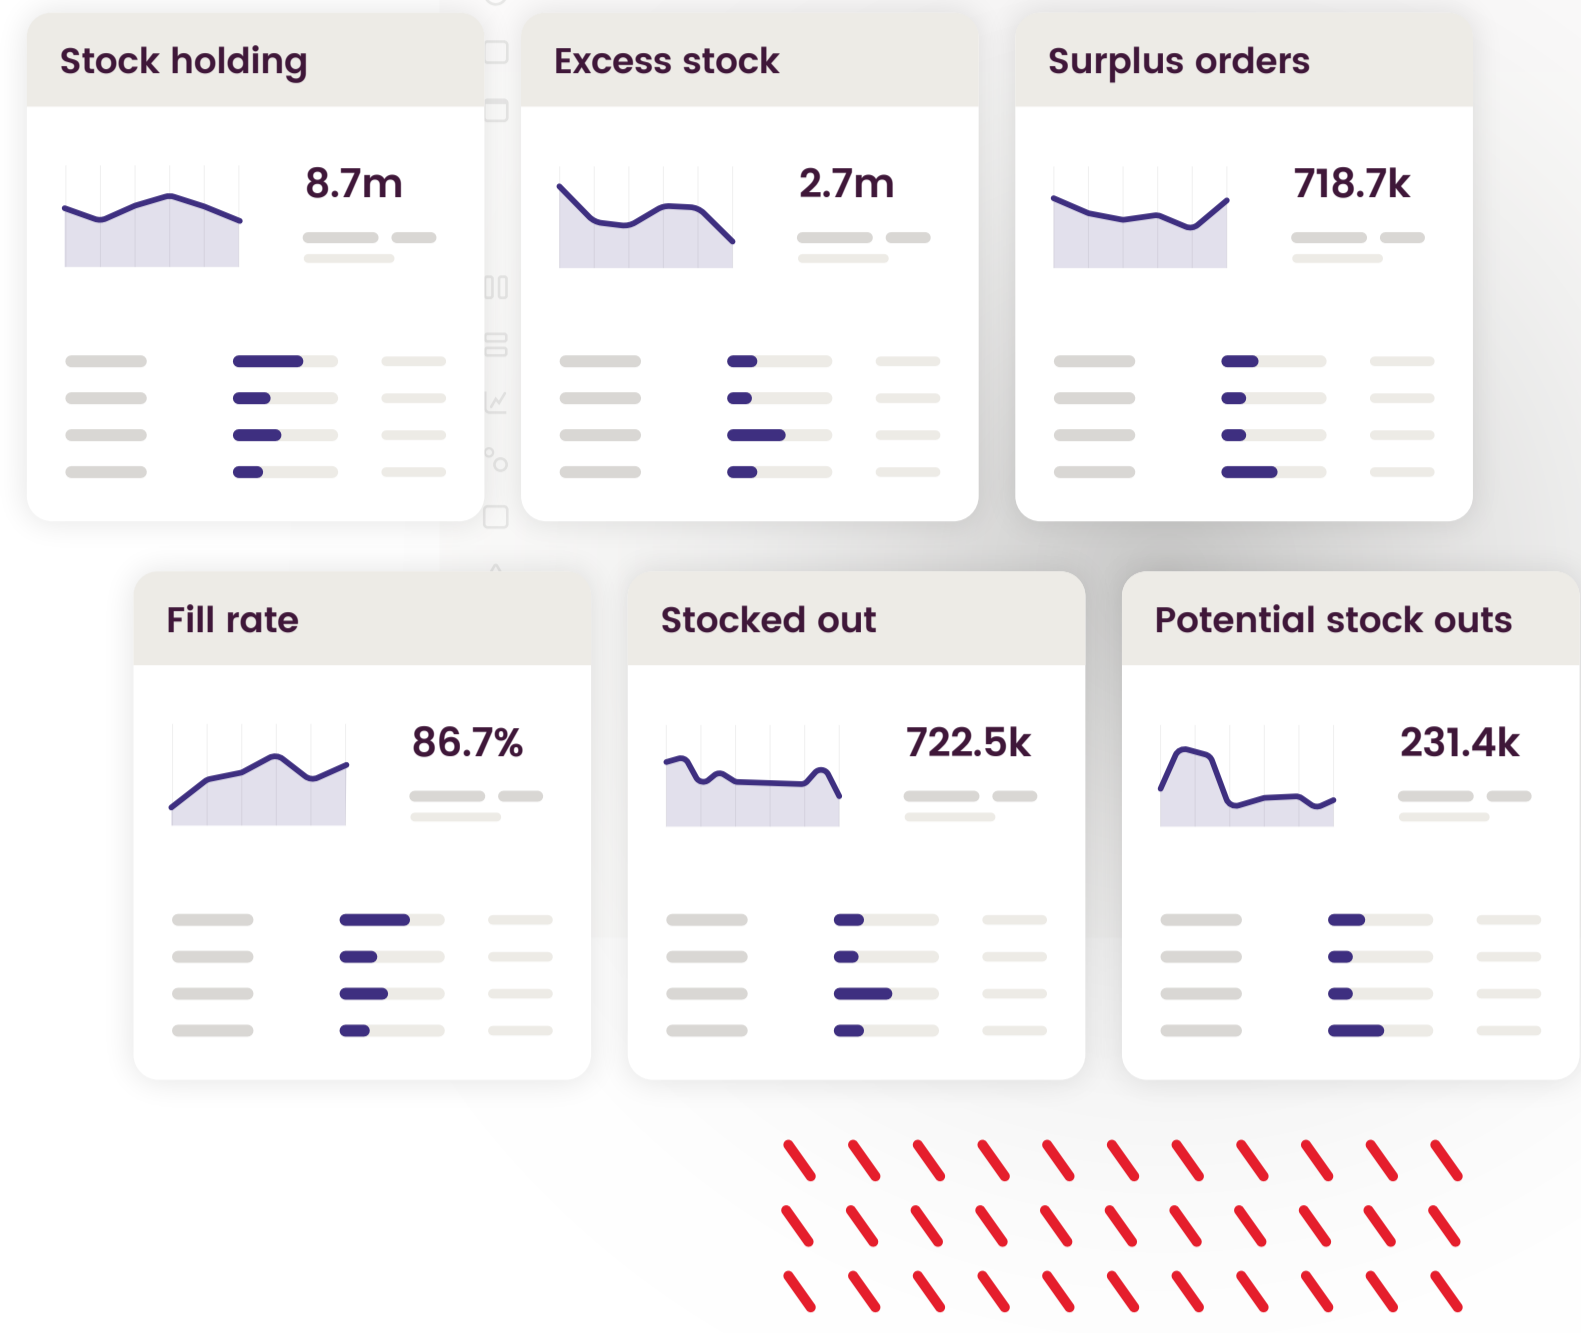 Stock holding
8.7m
Excess stock
2.7m
Surplus orders
718.7k
Fill rate
86.7%
Stocked out
722.5k
Potential stock outs
231.4k